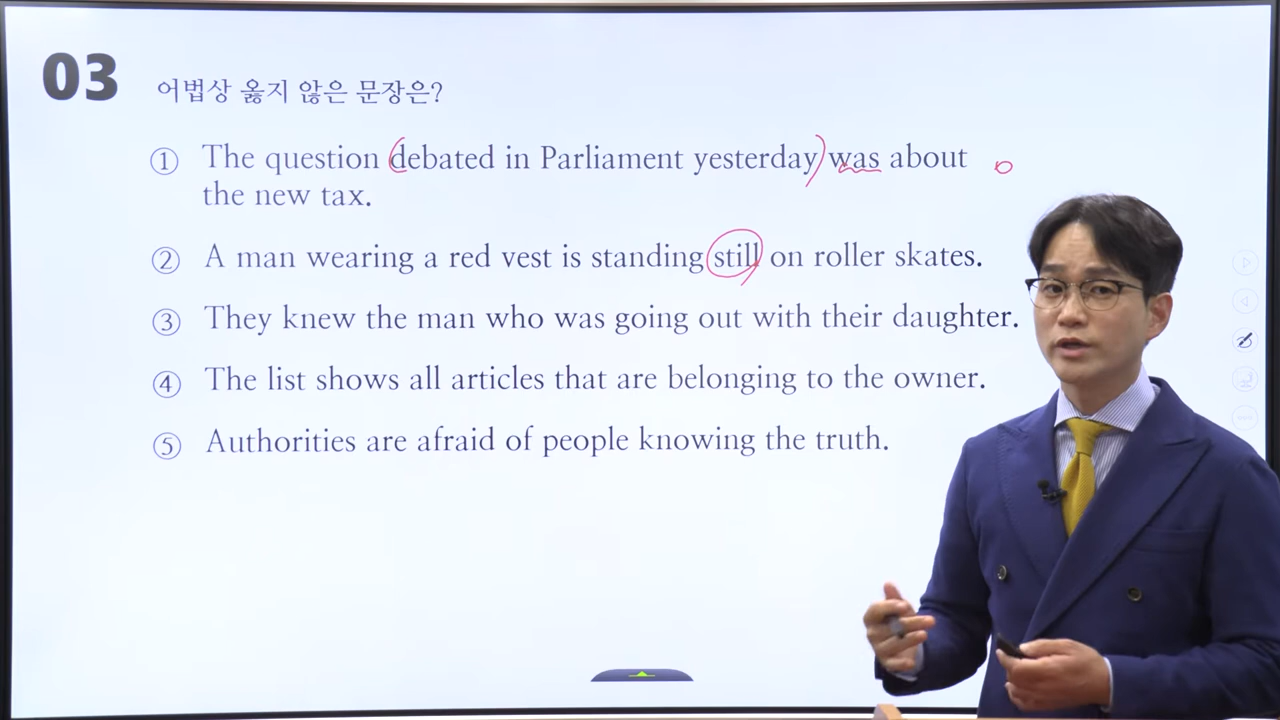 03 어법상 옳지 않은 문장은?
① The question debated in Parliament yesterday was about
the new tax.
② A man wearing a red vest is standing still on roller skates.
③ They knew the man who was going out with their daughter.
④ The list shows all articles that are belonging to the owner.
⑤ Authorities are afraid of people knowing the truth.